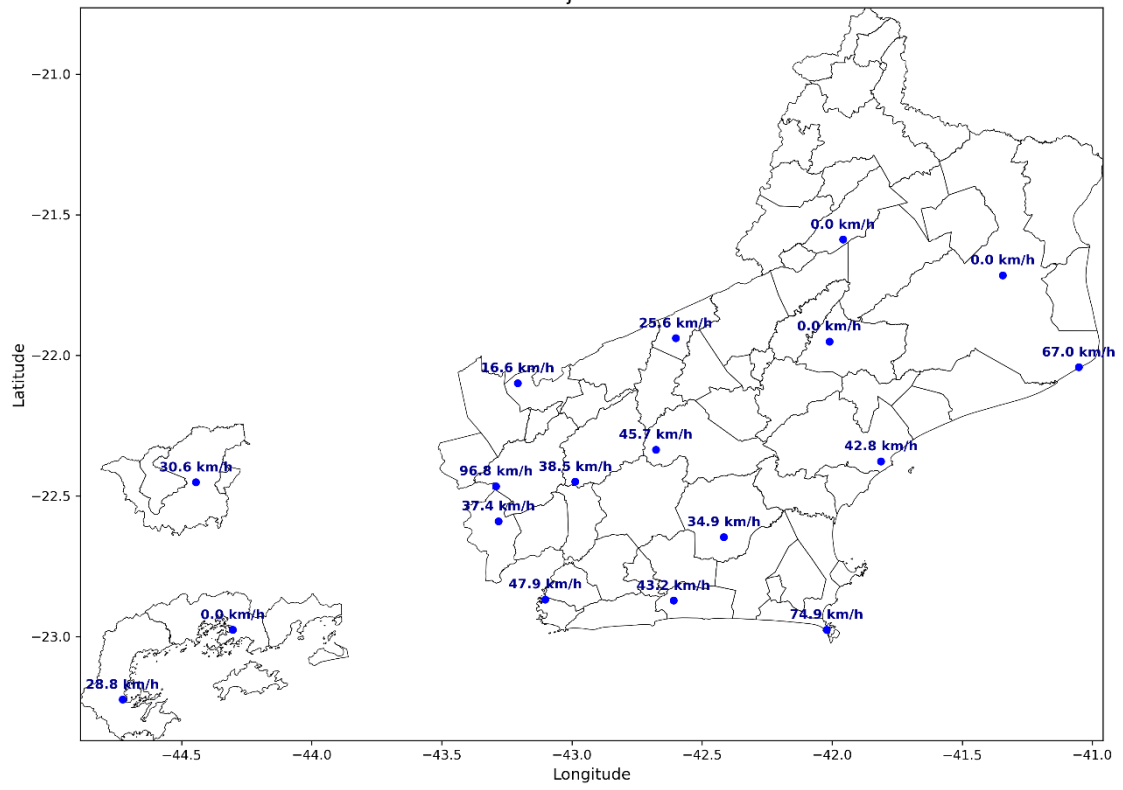 −21.0
−21.5
−22.0
−22.5
−23.0
Latitude
0.0 km/h
0.0 km/h
25.6 km/h
0.0 km/h
67.0 km/h
16.6 km/h
45.7 km/h
42.8 km/h
30.6 km/h
96.8 km/h
38.5 km/h
37.4 km/h
34.9 km/h
47.9 km/h
43.2 km/h
74.9 km/h
0.0 km/h
28.8 km/h
−44.5
−44.0
−43.5
−43.0
−42.5
−42.0
−41.5
−41.0
Longitude